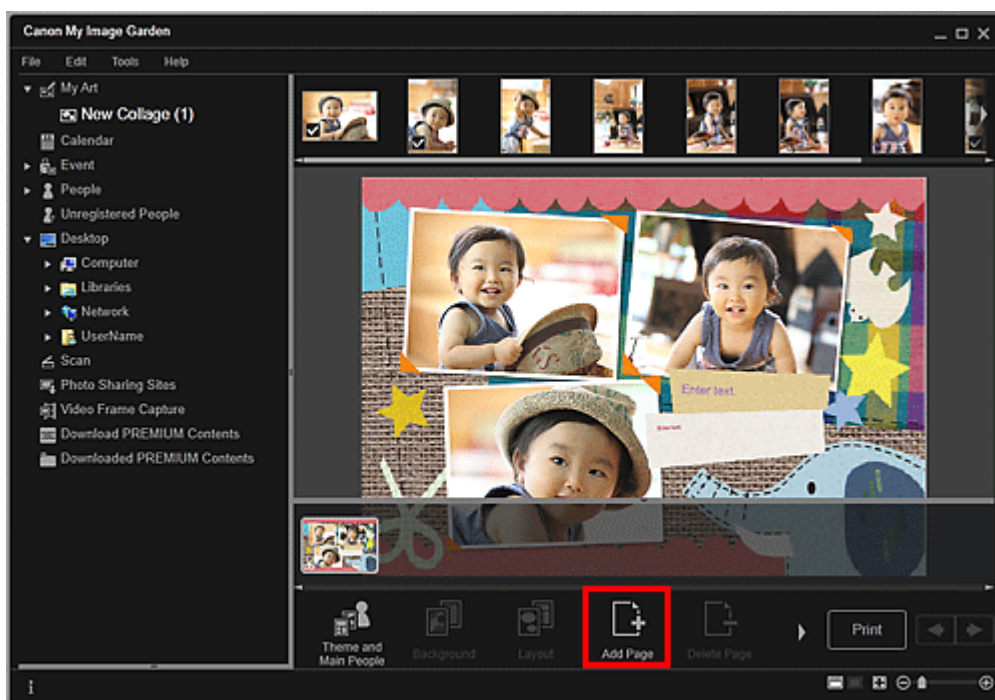 Canon My Image Garden
File Edit Tools Help
My Art
New Collage (1)
Calendar
Event
People
Unregistered People
Desktop
Computer
Libraries
Network
UserName
Scan
Photo Sharing Sites
Video Frame Capture
Download PREMIUM Contents
Downloaded PREMIUM Contents
Enter text.
Theme and
Main People
Background
Layout
Add Page
Delete Page
Print